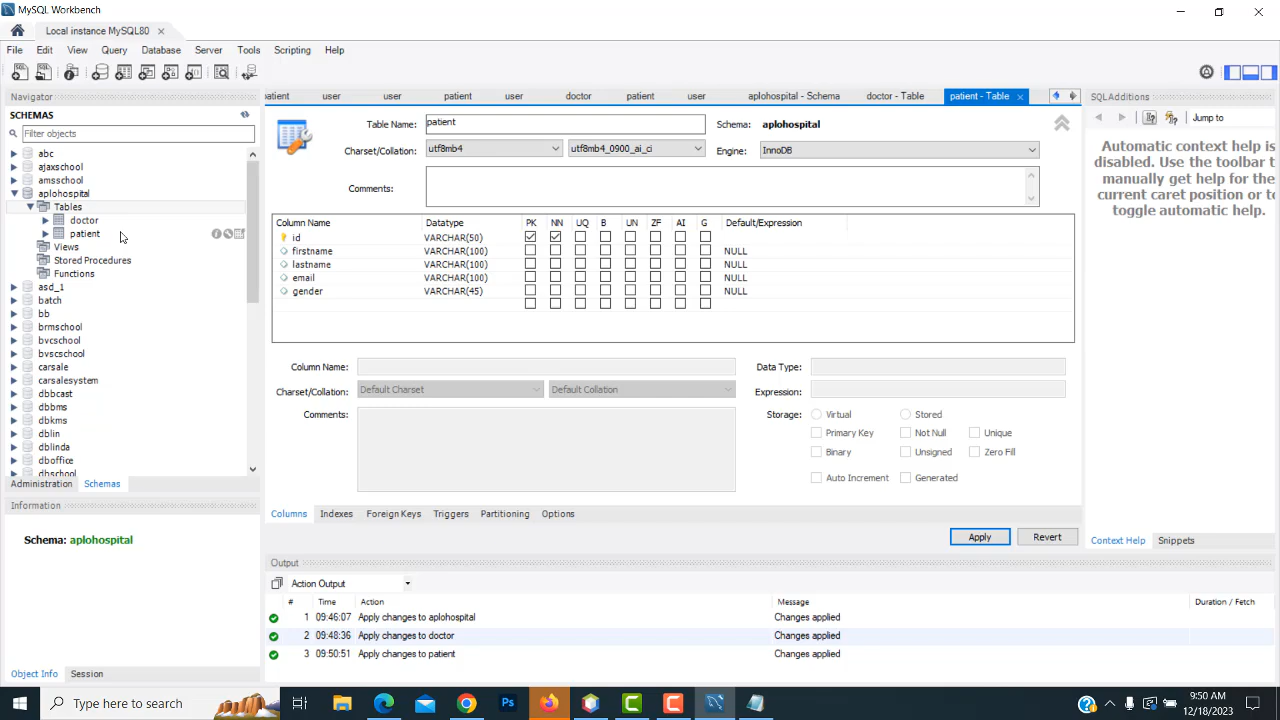 MySQL Workbench
Local instance MySQL80
File Edit View Query Database Server Tools Scripting Help
Navigator
SCHEMAS
Filter objects
abc
ajaxschool
amsschool
aplohospital
Tables
doctor
patient
Views
Stored Procedures
Functions
asd_1
batch
bb
brmschool
bvcschool
bvscschool
carsale
carsalesystem
dbbcast
dbbms
dbkms
dblin
dblinda
dboffice
dbschool
Administration Schemas
Information
Schema: aplohospital
Object Info Session
atient user user patient user doctor patient user aplohospital - Schema doctor - Table patient - Table
Table Name: patient Schema: aplohospital
Charset/Collation: utf8mb4 utf8mb4_0900_ai_ci Engine: InnoDB
Comments:
Column Name Datatype PK NN UQ B UN ZF AI G Default/Expression
id VARCHAR(50)
firstname VARCHAR(100) NULL
lastname VARCHAR(100) NULL
email VARCHAR(100) NULL
gender VARCHAR(45) NULL
Column Name: Data Type:
Charset/Collation: Default Charset Default Collation Expression:
Comments: Storage: Virtual Stored
Primary Key Not Null Unique
Binary Unsigned Zero Fill
Auto Increment Generated
Columns Indexes Foreign Keys Triggers Partitioning Options
Apply Revert
Output
Action Output
# Time Action Message Duration / Fetch
1 09:46:07 Apply changes to aplohospital Changes applied
2 09:48:36 Apply changes to doctor Changes applied
3 09:50:51 Apply changes to patient Changes applied
SQLAdditions
Jump to
Automatic context help is
disabled. Use the toolbar t
manually get help for the
current caret position or to
toggle automatic help.
Context Help Snippets
Type here to search
Ps
9:50 AM
12/18/2023